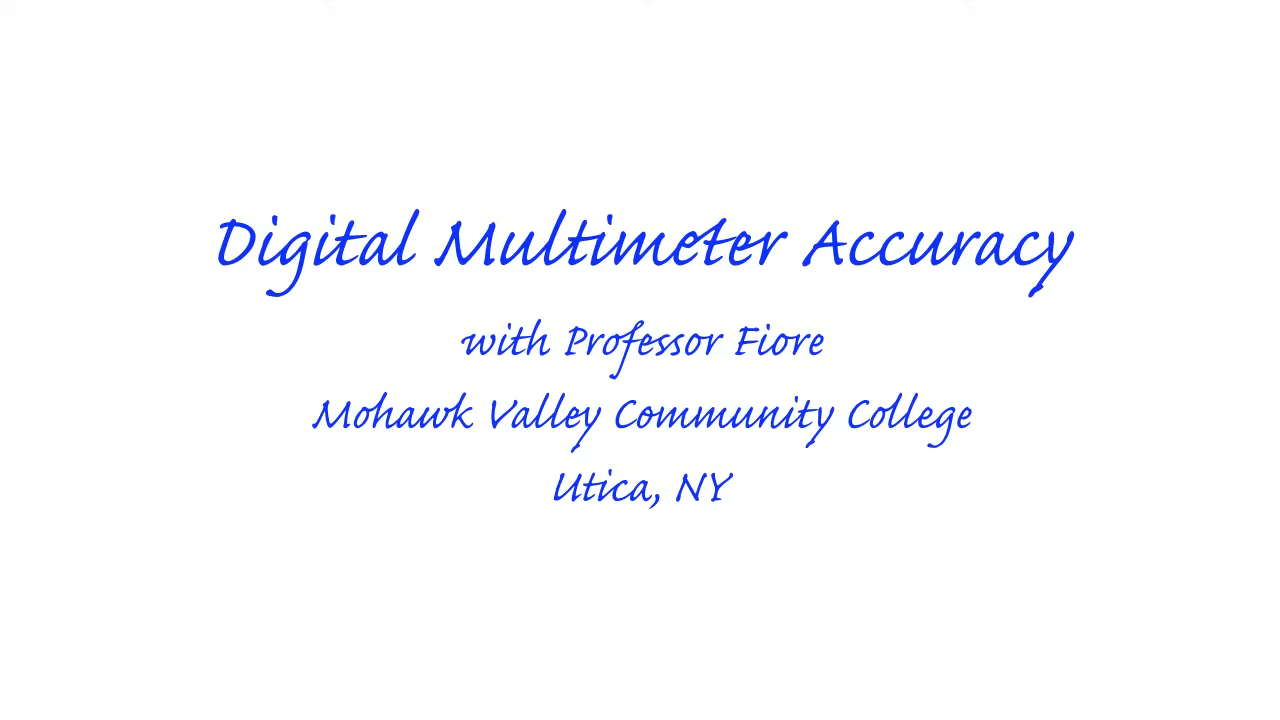 Digital Multimeter Accuracy
with Professor Fiore
Mohawk Valley Community College
Utica, NY